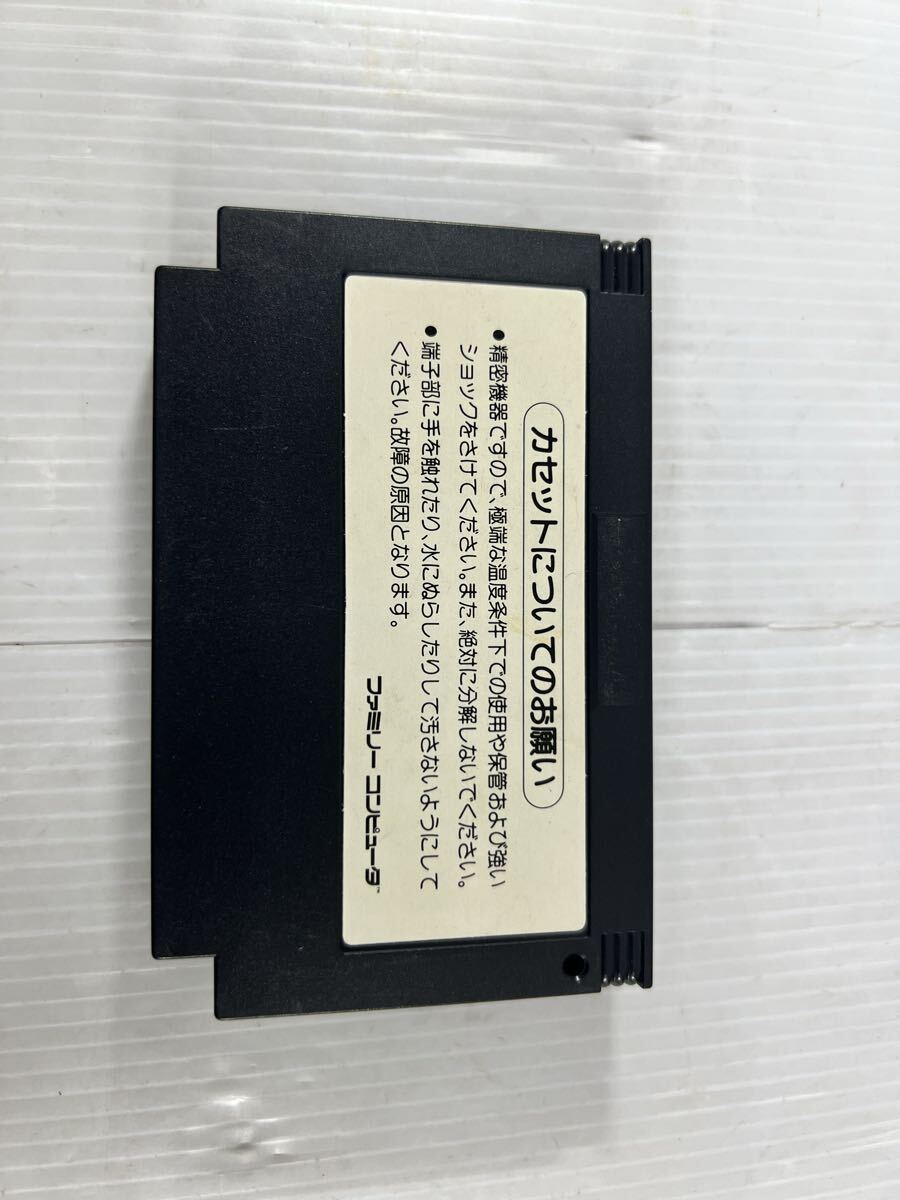 カセットについてのお願い
●精密機器ですので、極端な温度条件下での使用や保管および強い
ショックをさけてください。また、絶対に分解しないでください。
●端子部に手を触れたり、水にぬらしたりして汚さないようにして
ください。故障の原因となります。
ファミリー コンピュータ™